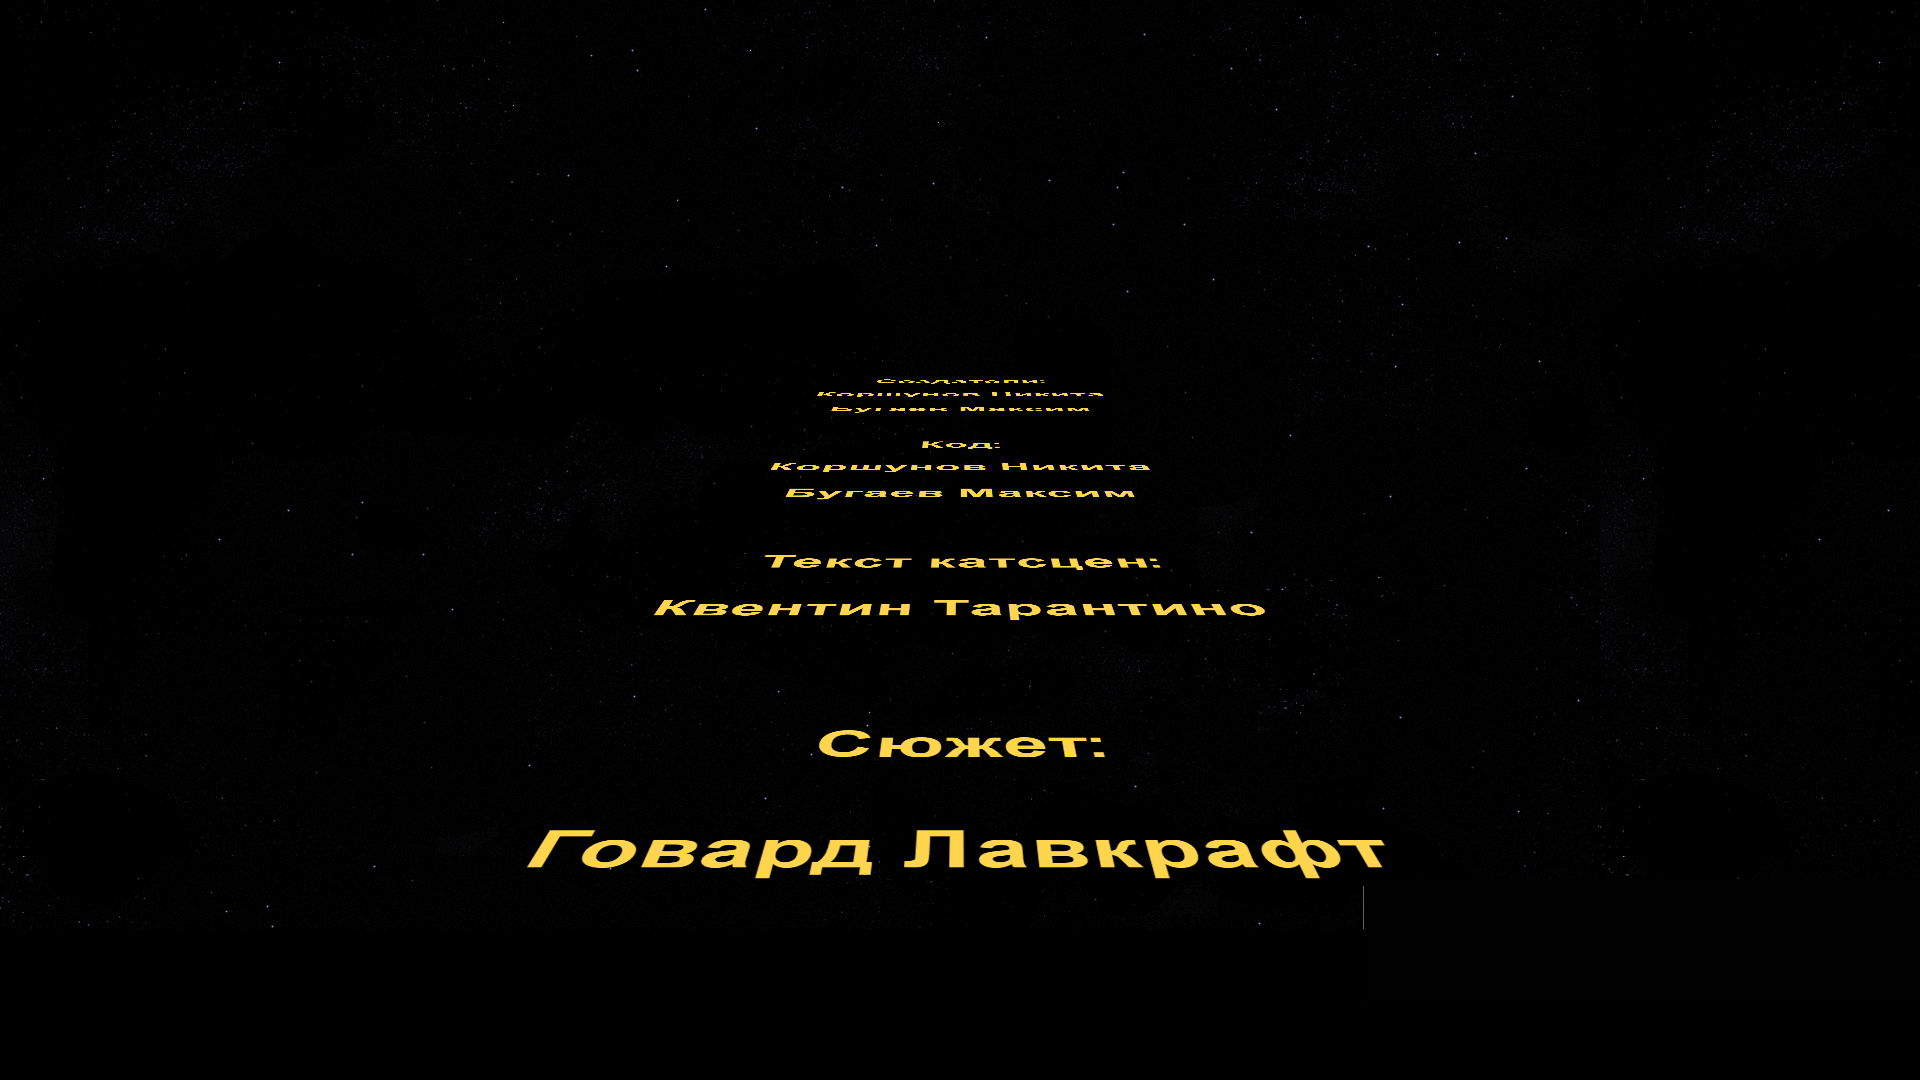 Создатели:
Коршунов Никита
Бугаев Максим
Код:
Коршунов Никита
Бугаев Максим
Текст катсцен:
Квентин Тарантино
Сюжет:
Говард Лавкрафт